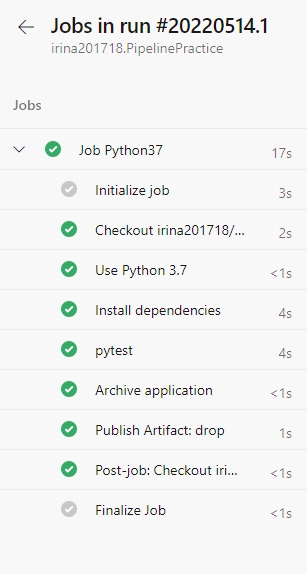 Jobs in run #20220514.1
irina201718.PipelinePractice
Jobs
Job Python37 17s
Initialize job 3s
Checkout irina201718/... 2s
Use Python 3.7 <1s
Install dependencies 4s
pytest 4s
Archive application <1s
Publish Artifact: drop 1s
Post-job: Checkout iri... <1s
Finalize Job <1s